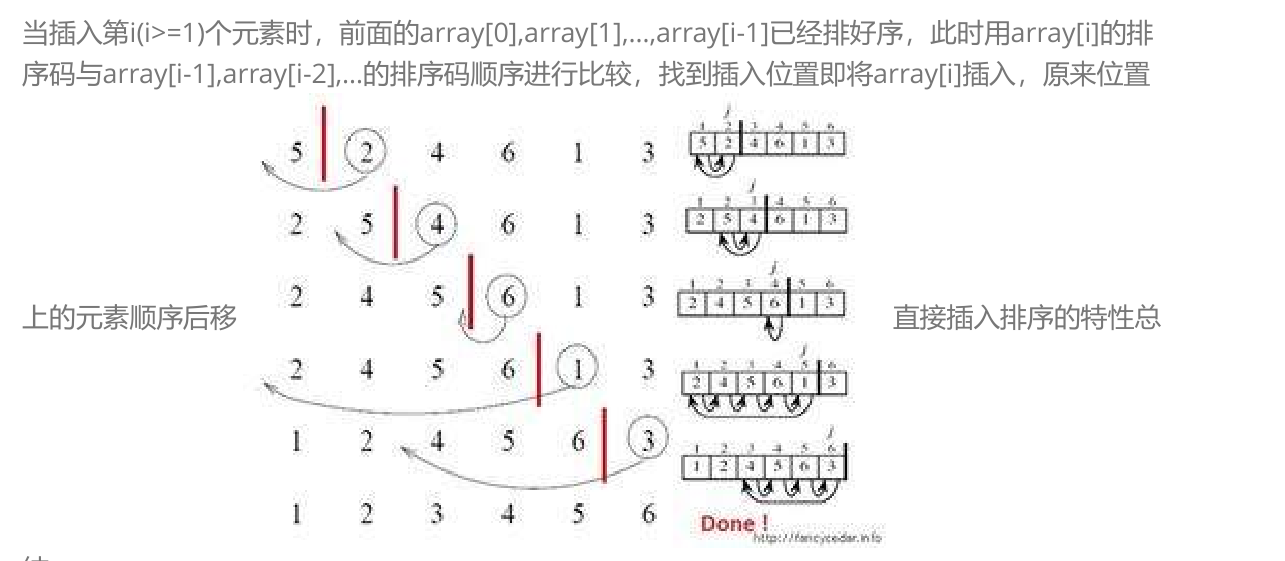 当插入第i(i>=1)个元素时，前面的array[0],array[1],...,array[i-1]已经排好序，此时用array[i]的排
序码与array[i-1],array[i-2],...的排序码顺序进行比较，找到插入位置即将array[i]插入，原来位置
上的元素顺序后移
5 2 4 6 1 3
2 5 4 6 1 3
2 4 5 6 1 3
2 4 5 6 1 3
1 2 4 5 6 3
1 2 3 4 5 6
j
1 2 3 4 5 6
5 2 4 6 1 3
j
1 2 3 4 5 6
2 5 4 6 1 3
j
1 2 3 4 5 6
2 4 5 6 1 3
j
1 2 3 4 5 6
2 4 5 6 1 3
j
1 2 3 4 5 6
1 2 4 5 6 3
Done !
http://fancycedar.info
直接插入排序的特性总